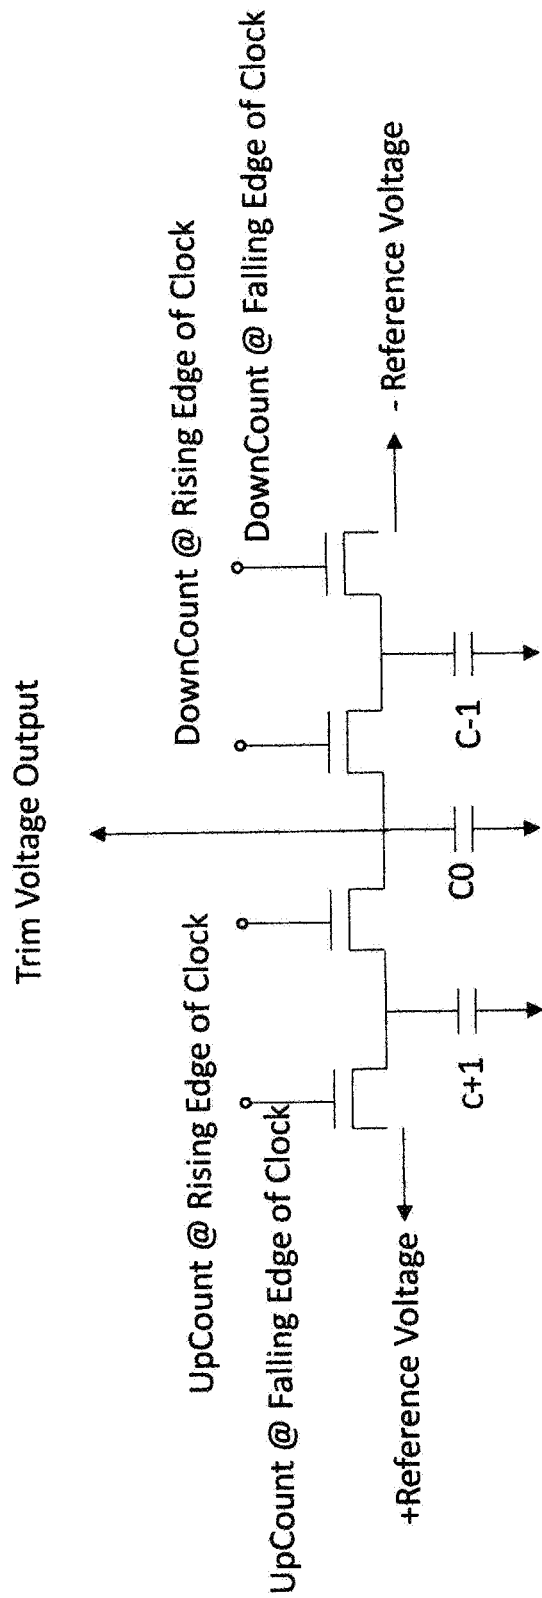 Trim Voltage Output
UpCount @ Rising Edge of Clock
DownCount @ Rising Edge of Clock
UpCount @ Falling Edge of Clock
DownCount @ Falling Edge of Clock
+Reference Voltage
- Reference Voltage
C+1
C0
C-1